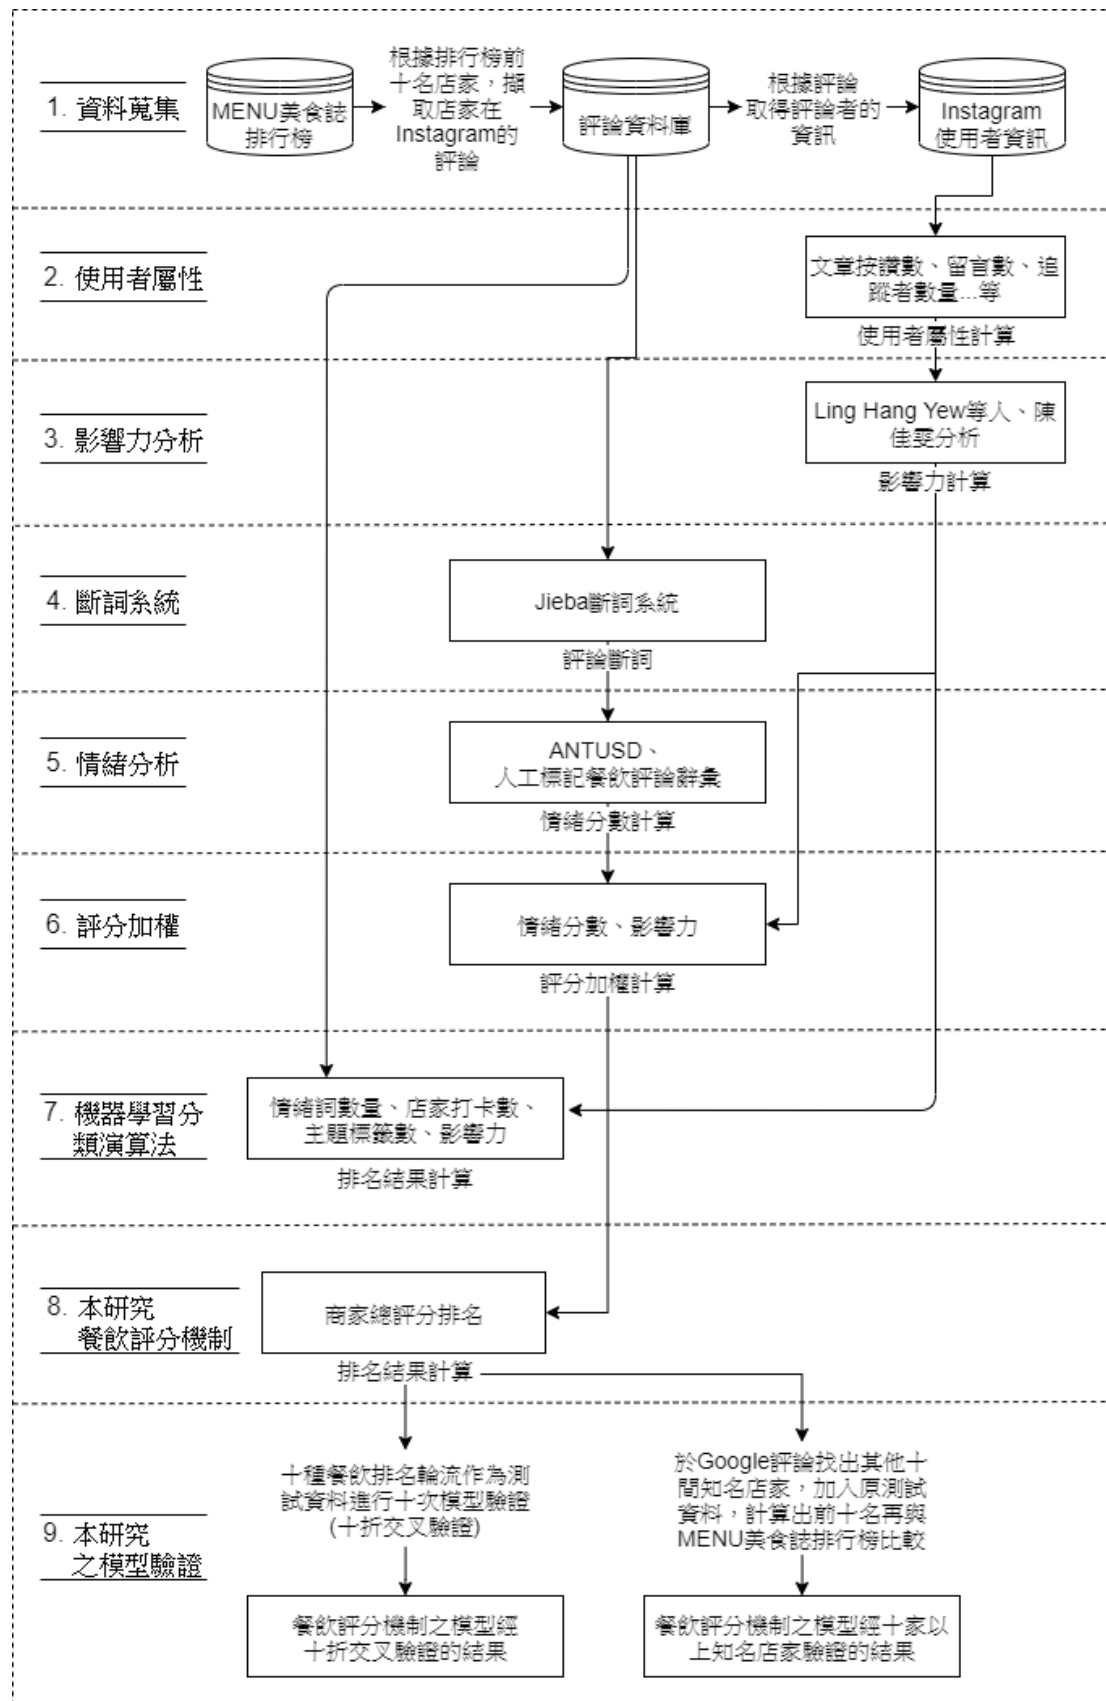 1. 資料蒐集
MENU美食誌
排行榜
根據排行榜前
十名店家，擷
取店家在
Instagram的
評論
評論資料庫
根據評論
取得評論者的
資訊
Instagram
使用者資訊
2. 使用者屬性
文章按讚數、留言數、追
蹤者數量...等
使用者屬性計算
3. 影響力分析
Ling Hang Yew等人、陳
佳雯分析
影響力計算
4. 斷詞系統
Jieba斷詞系統
評論斷詞
5. 情緒分析
ANTUSD、
人工標記餐飲評論辭彙
情緒分數計算
6. 評分加權
情緒分數、影響力
評分加權計算
7. 機器學習分
類演算法
情緒詞數量、店家打卡數、
主題標籤數、影響力
排名結果計算
8. 本研究
餐飲評分機制
商家總評分排名
排名結果計算
9. 本研究
之模型驗證
十種餐飲排名輪流作為測
試資料進行十次模型驗證
(十折交叉驗證)
於Google評論找出其他十
間知名店家，加入原測試
資料，計算出前十名再與
MENU美食誌排行榜比較
餐飲評分機制之模型經
十折交叉驗證的結果
餐飲評分機制之模型經十家以
上知名店家驗證的結果